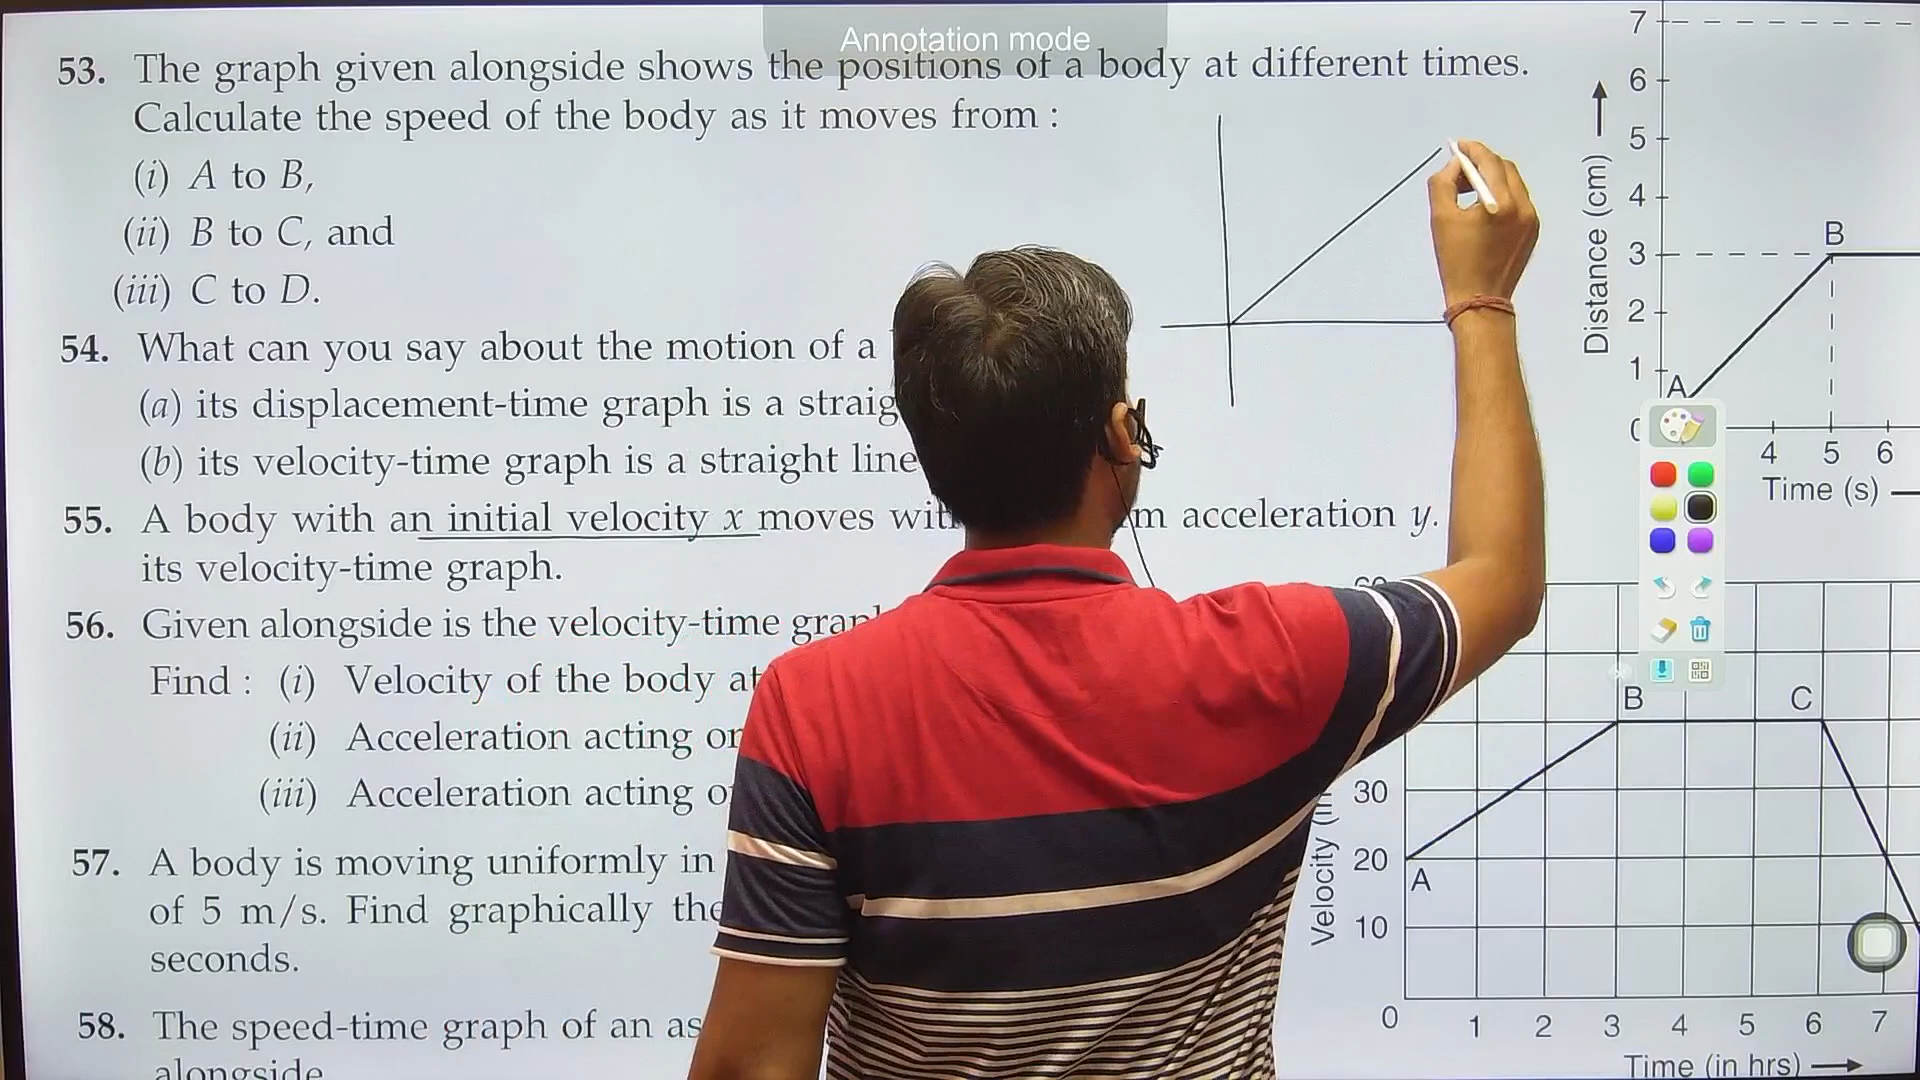 Annotation mode
53. The graph given alongside shows the positions of a body at different times.
Calculate the speed of the body as it moves from :
(i) A to B,
(ii) B to C, and
(iii) C to D.
54. What can you say about the motion of a
(a) its displacement-time graph is a
(b) its velocity-time graph is a straight line
55. A body with an initial velocity x moves acceleration y.
its velocity-time graph.
56. Given alongside is the velocity-time
Find : (i) Velocity of the body at
(ii) Acceleration acting
(iii) Acceleration acting
57. A body is moving uniformly in
of 5 m/s. Find graphically
seconds.
58. The speed-time graph of an
alongside
7
6
5
4
3
2
1
Distance (cm)
A
B
4 5 6
Time (s)
B C
30
20
A
10
0 1 2 3 4 5 6 7
Velocity
Time (in hrs)